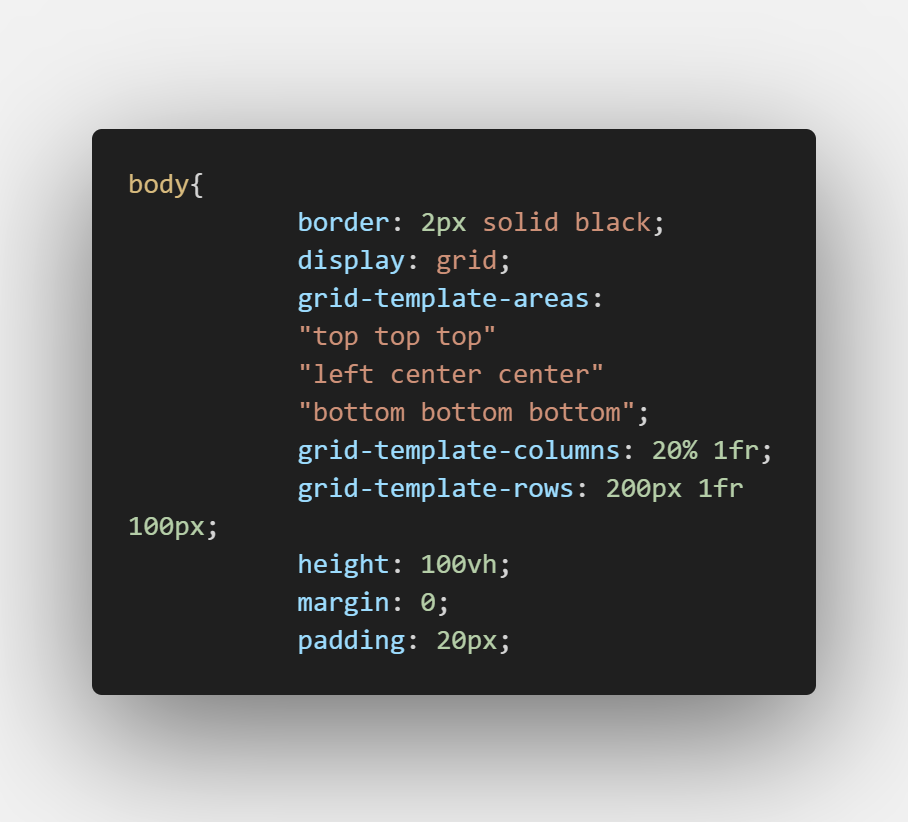 body{
border: 2px solid black;
display: grid;
grid-template-areas:
"top top top"
"left center center"
"bottom bottom bottom";
grid-template-columns: 20% 1fr;
grid-template-rows: 200px 1fr
100px;
height: 100vh;
margin: 0;
padding: 20px;